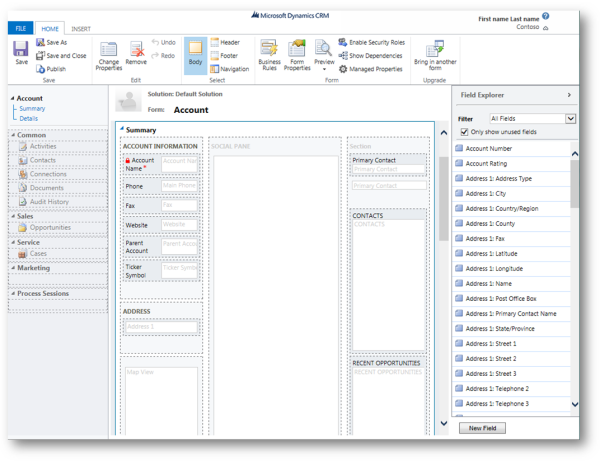 Microsoft Dynamics CRM
First name Last name
Contoso
FILE HOME INSERT
Save
Save As
Save and Close
Publish
Save
Change Properties
Remove
Undo
Redo
Edit
Body
Header
Footer
Navigation
Select
Business Rules
Form Properties
Preview
Enable Security Roles
Show Dependencies
Managed Properties
Form
Bring in another form
Upgrade
Account
Summary
Details
Common
Activities
Contacts
Connections
Documents
Audit History
Sales
Opportunities
Service
Cases
Marketing
Process Sessions
Solution: Default Solution
Form: Account
Summary
ACCOUNT INFORMATION
Account Name *
Account Nam
Phone
Main Phone
Fax
Fax
Website
Website
Parent Account
Parent Accou
Ticker Symbol
Ticker Symbo
ADDRESS
Address 1
Map View
SOCIAL PANE
Section
Primary Contact
Primary Contact
Primary Contact
CONTACTS
CONTACTS
RECENT OPPORTUNITIES
RECENT OPPORTUNITIES
Field Explorer
Filter
All Fields
Only show unused fields
Account Number
Account Rating
Address 1: Address Type
Address 1: City
Address 1: Country/Region
Address 1: County
Address 1: Fax
Address 1: Latitude
Address 1: Longitude
Address 1: Name
Address 1: Post Office Box
Address 1: Primary Contact Name
Address 1: State/Province
Address 1: Street 1
Address 1: Street 2
Address 1: Street 3
Address 1: Telephone 2
Address 1: Telephone 3
New Field